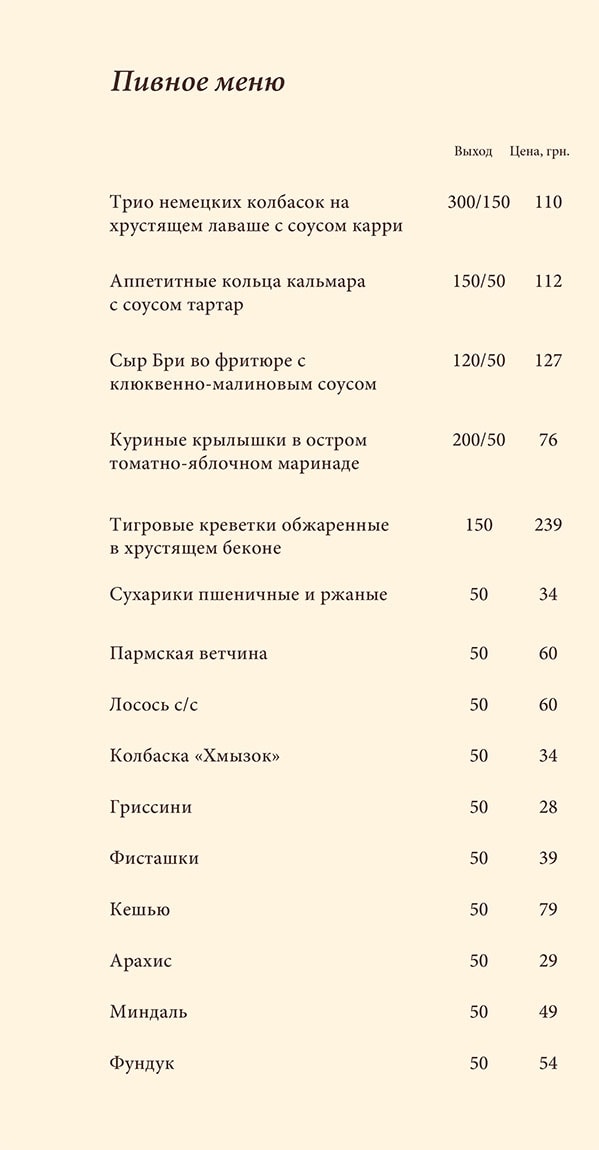 Пивное меню
Выход Цена, грн.
Трио немецких колбасок на 300/150 110
хрустящем лаваше с соусом карри
Аппетитные кольца кальмара 150/50 112
с соусом тартар
Сыр Бри во фритюре с 120/50 127
клюквенно-малиновым соусом
Куриные крылышки в остром 200/50 76
томатно-яблочном маринаде
Тигровые креветки обжаренные 150 239
в хрустящем беконе
Сухарики пшеничные и ржаные 50 34
Пармская ветчина 50 60
Лосось с/с 50 60
Колбаска «Хмызок» 50 34
Гриссини 50 28
Фисташки 50 39
Кешью 50 79
Арахис 50 29
Миндаль 50 49
Фундук 50 54